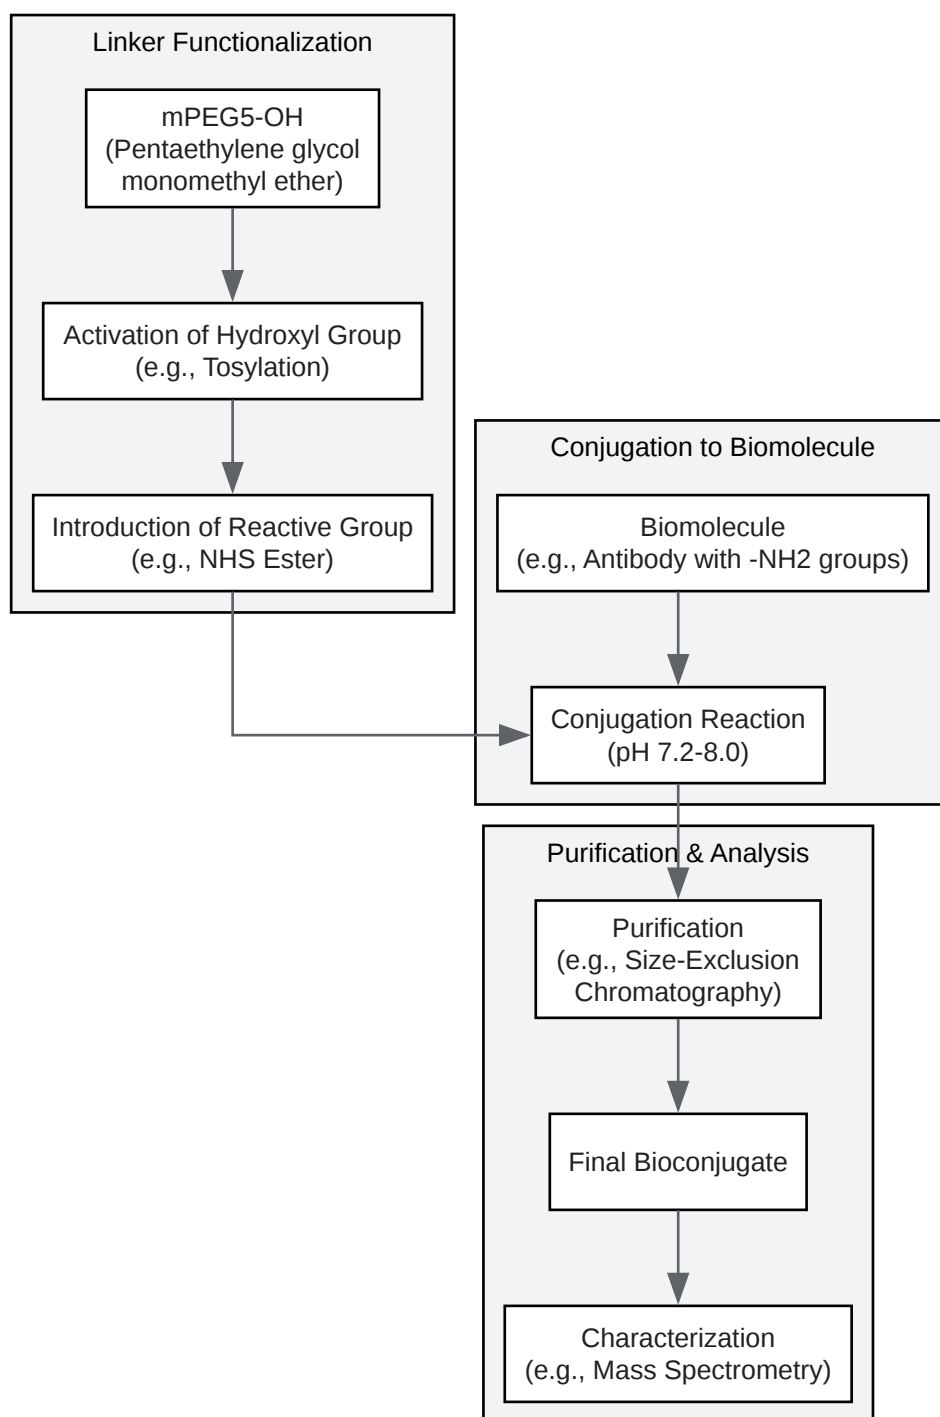 Linker Functionalization
mPEG5-OH
(Pentaethylene glycol
monomethyl ether)
Activation of Hydroxyl Group
(e.g., Tosylation)
Introduction of Reactive Group
(e.g., NHS Ester)
Conjugation to Biomolecule
Biomolecule
(e.g., Antibody with -NH2 groups)
Conjugation Reaction
(pH 7.2-8.0)
Purification & Analysis
Purification
(e.g., Size-Exclusion
Chromatography)
Final Bioconjugate
Characterization
(e.g., Mass Spectrometry)